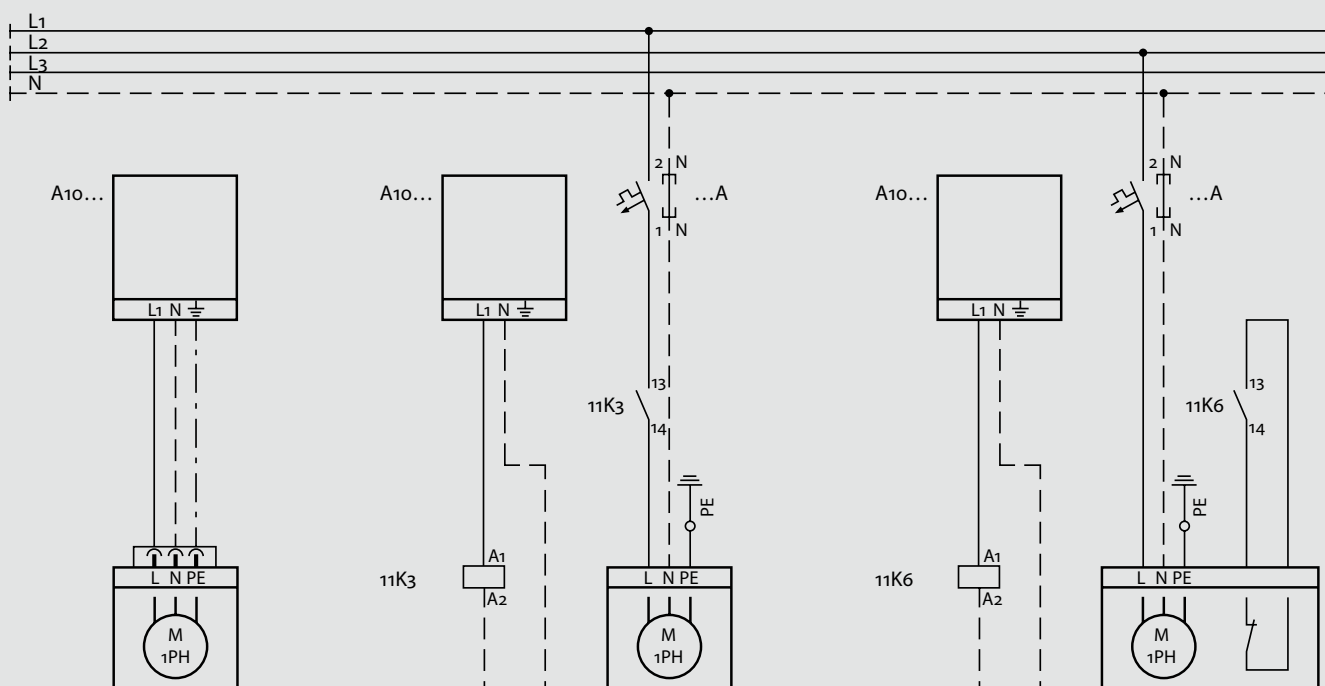 L1
L2
L3
N
2 N 2 N
A10... A10... ...A A10... ...A
1 N 1 N
L1 N L1 N L1 N
13 13
11K3 11K6
14 14
PE PE
A1 A1
L N PE 11K3 L N PE 11K6 L N PE
A2 A2
M M M
1PH 1PH 1PH